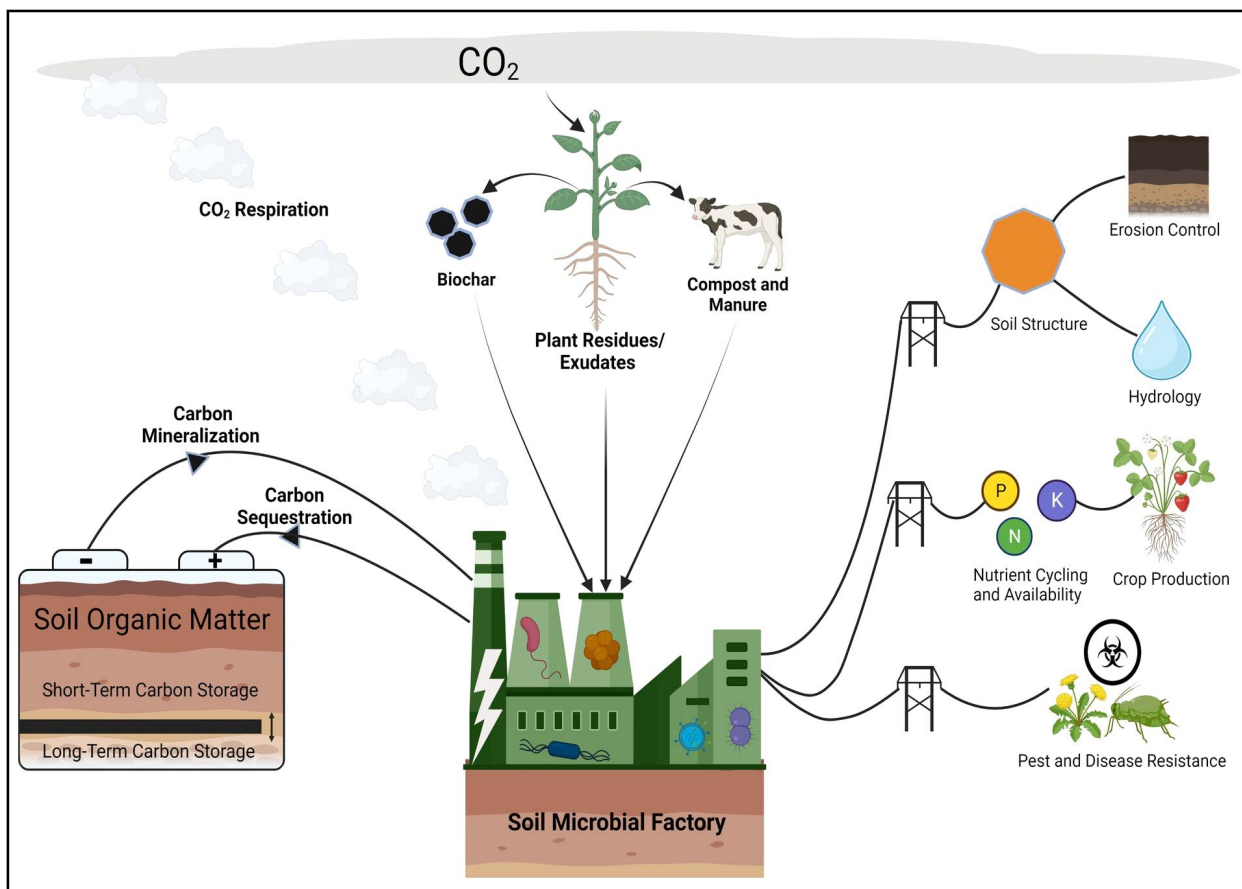 CO₂
CO₂ Respiration
Biochar
Compost and
Manure
Plant Residues/
Exudates
Erosion Control
Soil Structure
Hydrology
Carbon
Mineralization
Carbon
Sequestration
-
+
Soil Organic Matter
Short-Term Carbon Storage
Long-Term Carbon Storage
P
K
N
Nutrient Cycling
and Availability
Crop Production
Pest and Disease Resistance
Soil Microbial Factory